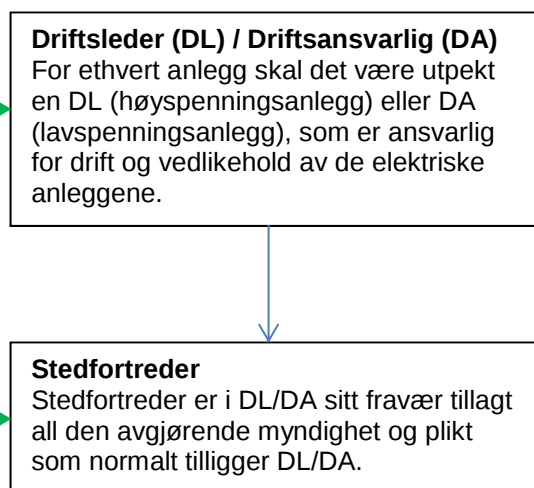 Driftsleder (DL) / Driftsansvarlig (DA)
For ethvert anlegg skal det være utpekt
en DL (høyspenningsanlegg) eller DA
(lavspenningsanlegg), som er ansvarlig
for drift og vedlikehold av de elektriske
anleggene.
Stedfortreder
Stedfortreder er i DL/DA sitt fravær tillagt
all den avgjørende myndighet og plikt
som normalt tilligger DL/DA.